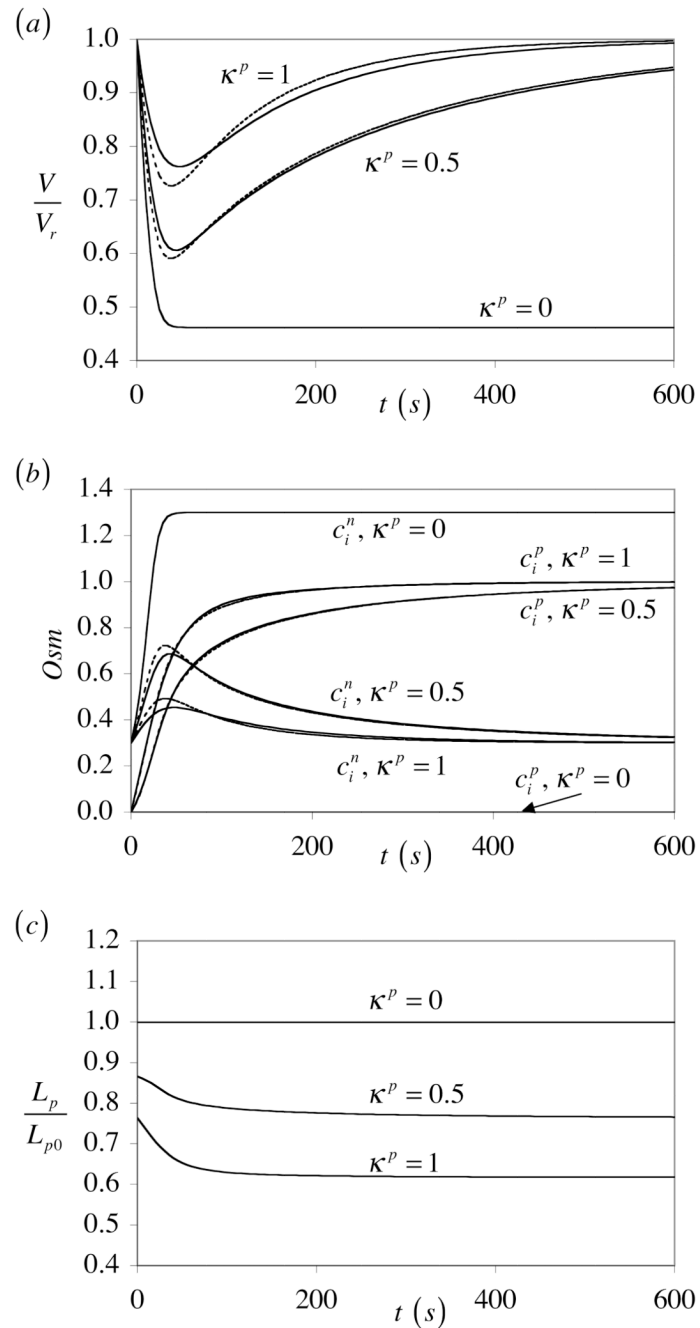 (a)
1.0
0.9
0.8
0.7
0.6
0.5
0.4
V
V_r
κ^p = 1
κ^p = 0.5
κ^p = 0
0 200 400 600
t (s)
(b)
1.4
1.2
1.0
0.8
0.6
0.4
0.2
0.0
Osm
c_i^n, κ^p = 0
c_i^p, κ^p = 1
c_i^p, κ^p = 0.5
c_i^n, κ^p = 0.5
c_i^n, κ^p = 1
c_i^p, κ^p = 0
0 200 400 600
t (s)
(c)
1.2
1.1
1.0
0.9
0.8
0.7
0.6
0.5
0.4
L_p
L_{p0}
κ^p = 0
κ^p = 0.5
κ^p = 1
0 200 400 600
t (s)